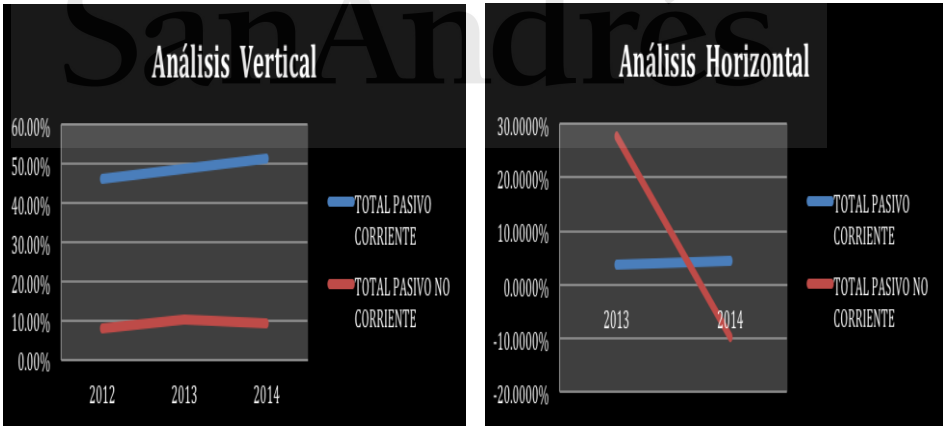 SanAndrés
Análisis Vertical
60.00%
50.00%
40.00%
30.00%
20.00%
10.00%
0.00%
2012 2013 2014
TOTAL PASIVO
CORRIENTE
TOTAL PASIVO NO
CORRIENTE
Análisis Horizontal
30.0000%
20.0000%
10.0000%
0.0000%
-10.0000%
-20.0000%
2013 2014
TOTAL PASIVO
CORRIENTE
TOTAL PASIVO NO
CORRIENTE